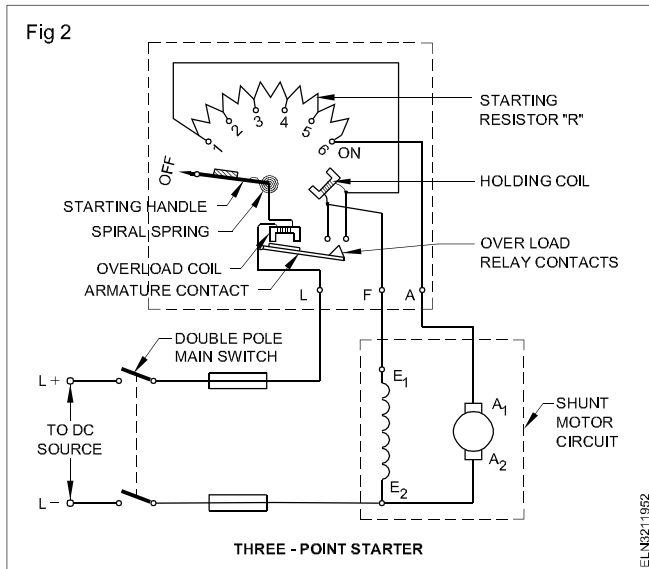 Fig 2
1
2
3
4
5
6
ON
OFF
STARTING
RESISTOR "R"
HOLDING COIL
STARTING HANDLE
SPIRAL SPRING
OVERLOAD COIL
ARMATURE CONTACT
OVER LOAD
RELAY CONTACTS
L
F
A
DOUBLE POLE
MAIN SWITCH
L +
TO DC
SOURCE
L –
E1
E2
A1
A2
SHUNT
MOTOR
CIRCUIT
THREE - POINT STARTER
ELN3211952